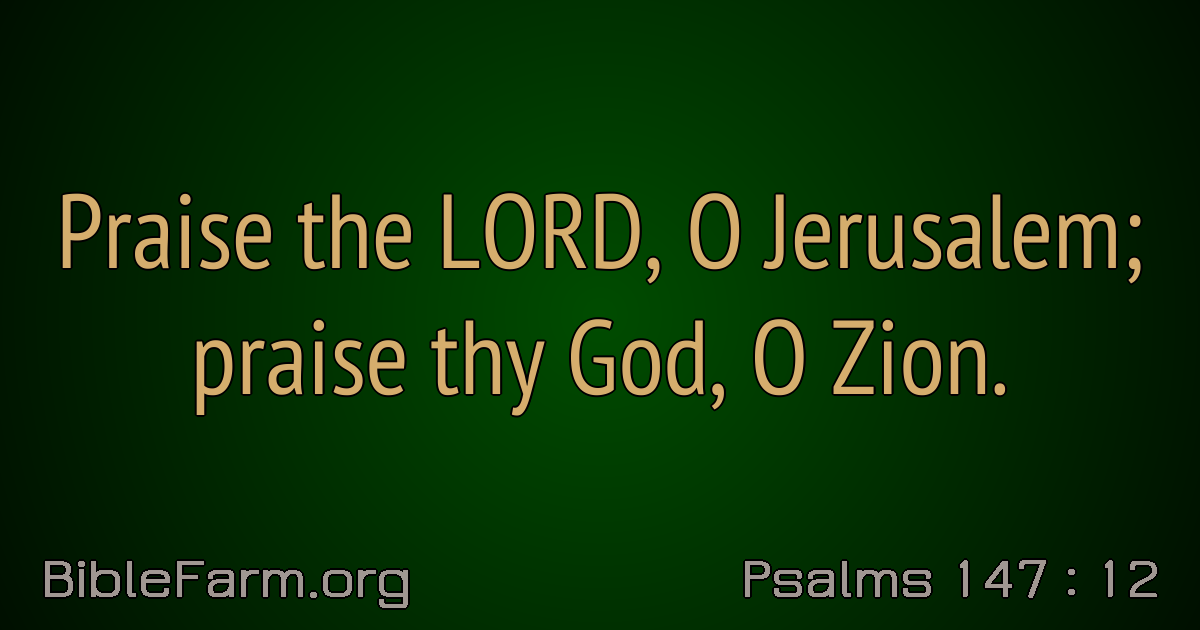 Praise the LORD, O Jerusalem;
praise thy God, O Zion.
BibleFarm.org
Psalms 147 : 12